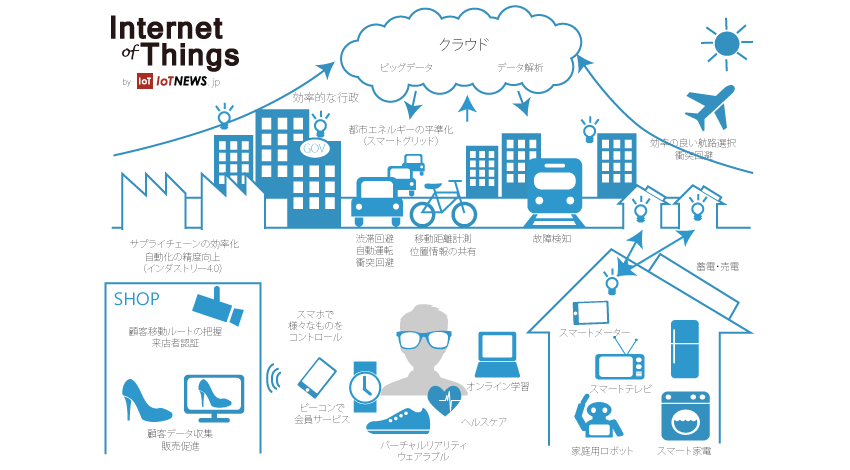 Internet
of Things
by IoT IoTNEWS.jp
クラウド
ビッグデータ
データ解析
効率的な行政
都市エネルギーの平準化
(スマートグリッド)
GOV
効率の良い航路選択
衝突回避
サプライチェーンの効率化
自動化の精度向上
(インダストリー4.0)
渋滞回避
自動運転
衝突回避
移動距離計測
位置情報の共有
故障検知
蓄電・売電
SHOP
顧客移動ルートの把握
来店者認証
顧客データ収集
販売促進
スマホで
様々なものを
コントロール
ビーコンで
会員サービス
オンライン学習
ヘルスケア
バーチャルリアリティ
ウェアラブル
スマートメーター
スマートテレビ
家庭用ロボット
スマート家電